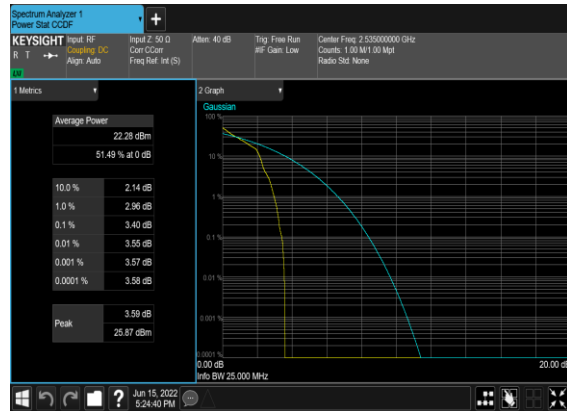 Spectrum Analyzer 1
Power Stat CCDF
+
KEYSIGHT Input: RF Input Z: 50 Ω Atten: 40 dB Trig: Free Run Center Freq: 2.535000000 GHz
R T Coupling: DC Corr CCorr #IF Gain: Low Counts: 1.00 M/1.00 Mpt
Align: Auto Freq Ref: Int (S) Radio Std: None
1 Metrics
2 Graph
Average Power
22.28 dBm
51.49 % at 0 dB
10.0 % 2.14 dB
1.0 % 2.96 dB
0.1 % 3.40 dB
0.01 % 3.55 dB
0.001 % 3.57 dB
0.0001 % 3.58 dB
Peak 3.59 dB
25.87 dBm
Gaussian
100 %
10 %
1 %
0.1 %
0.01 %
0.001 %
0.0001 %
0.00 dB 20.00 dB
Info BW 25.000 MHz
?
Jun 15, 2022
5:24:40 PM